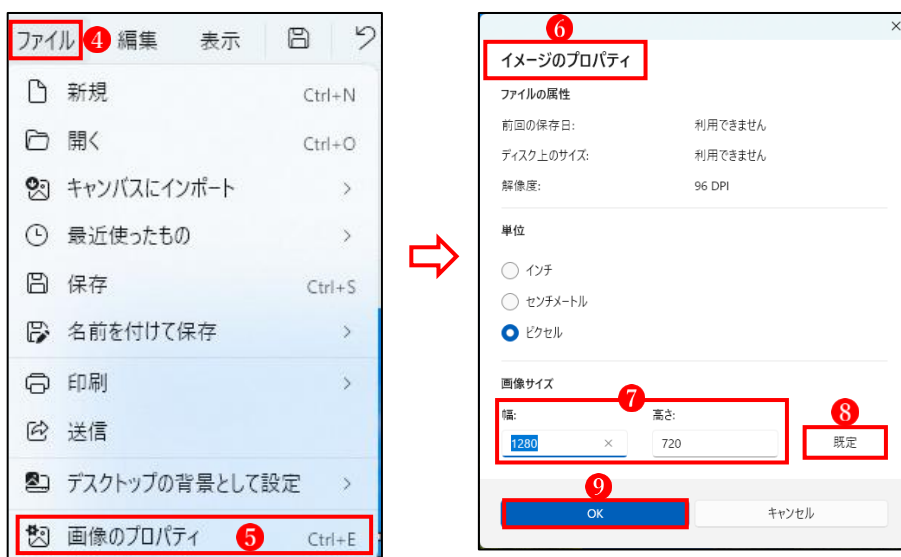 ファイル ❹ 編集 表示
新規 Ctrl+N
開く Ctrl+O
キャンバスにインポート
最近使ったもの
保存 Ctrl+S
名前を付けて保存
印刷
送信
デスクトップの背景として設定
画像のプロパティ ❺ Ctrl+E
❻
イメージのプロパティ
ファイルの属性
前回の保存日: 利用できません
ディスク上のサイズ: 利用できません
解像度: 96 DPI
単位
インチ
センチメートル
ピクセル
画像サイズ
❼
幅: 高さ: ❽
1280 720 既定
❾
OK キャンセル